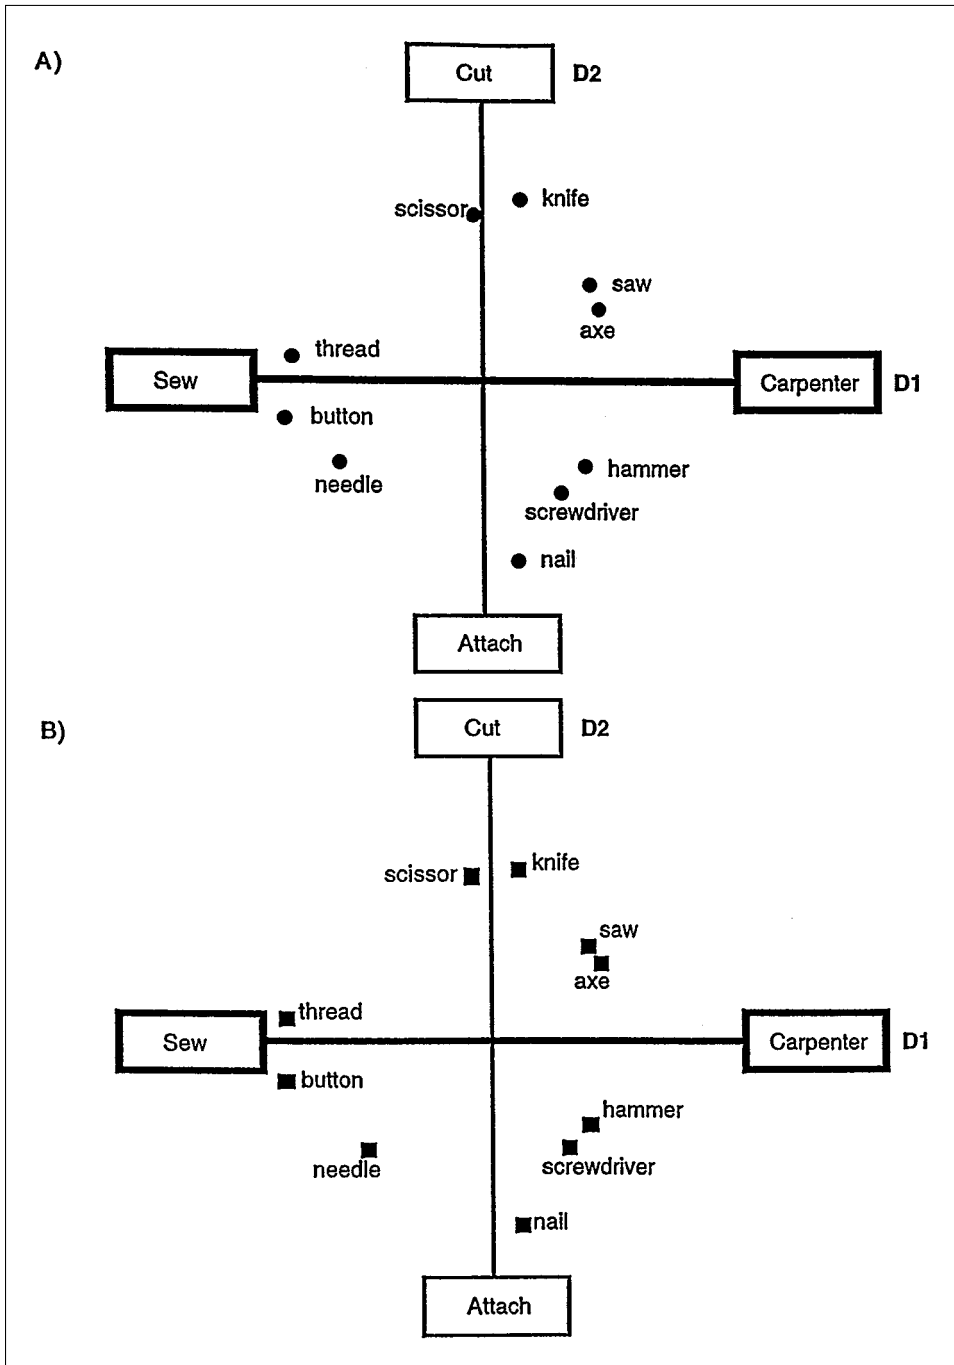 A)
Cut D2
scissor knife
saw
axe
thread
Sew Carpenter D1
button
hammer
needle
screwdriver
nail
Attach
B)
Cut D2
scissor knife
saw
axe
thread
Sew Carpenter D1
button
hammer
needle screwdriver
nail
Attach